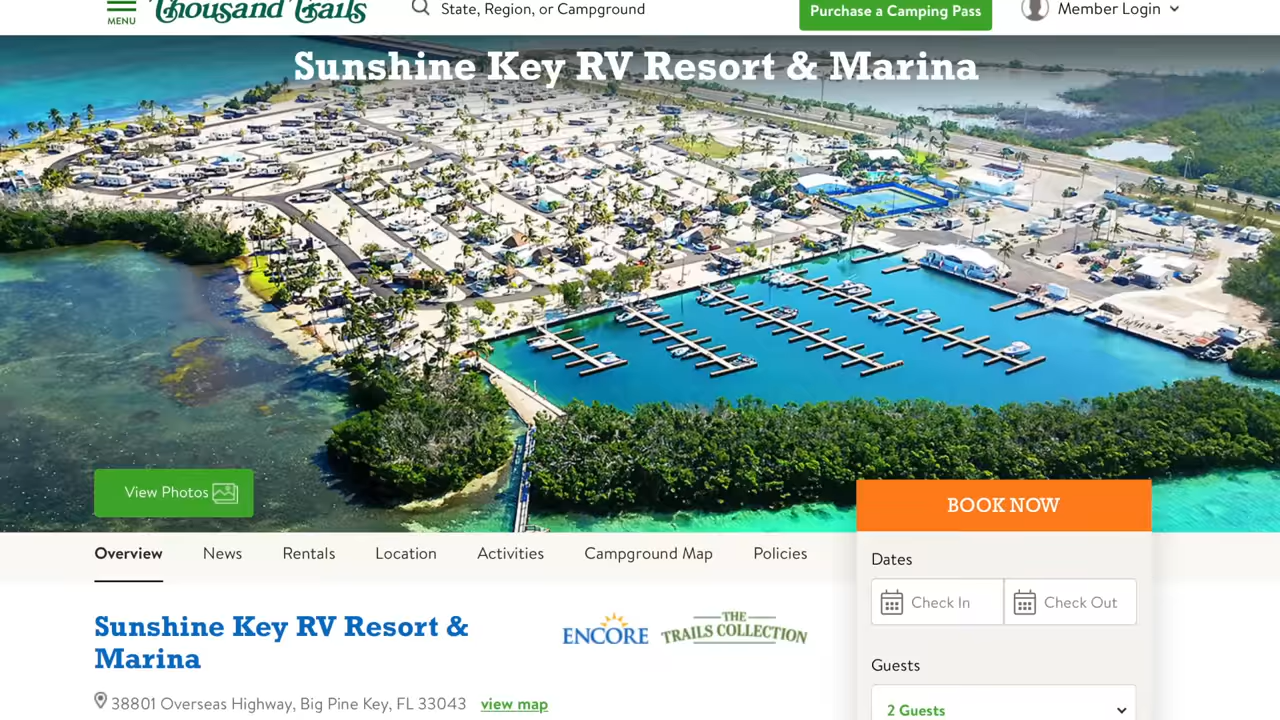 MENU
Thousand Trails
State, Region, or Campground
Purchase a Camping Pass
Member Login
Sunshine Key RV Resort & Marina
View Photos
BOOK NOW
Overview
News
Rentals
Location
Activities
Campground Map
Policies
Dates
Check In
Check Out
Sunshine Key RV Resort &
Marina
ENCORE
THE
TRAILS COLLECTION
38801 Overseas Highway, Big Pine Key, FL 33043
view map
Guests
2 Guests